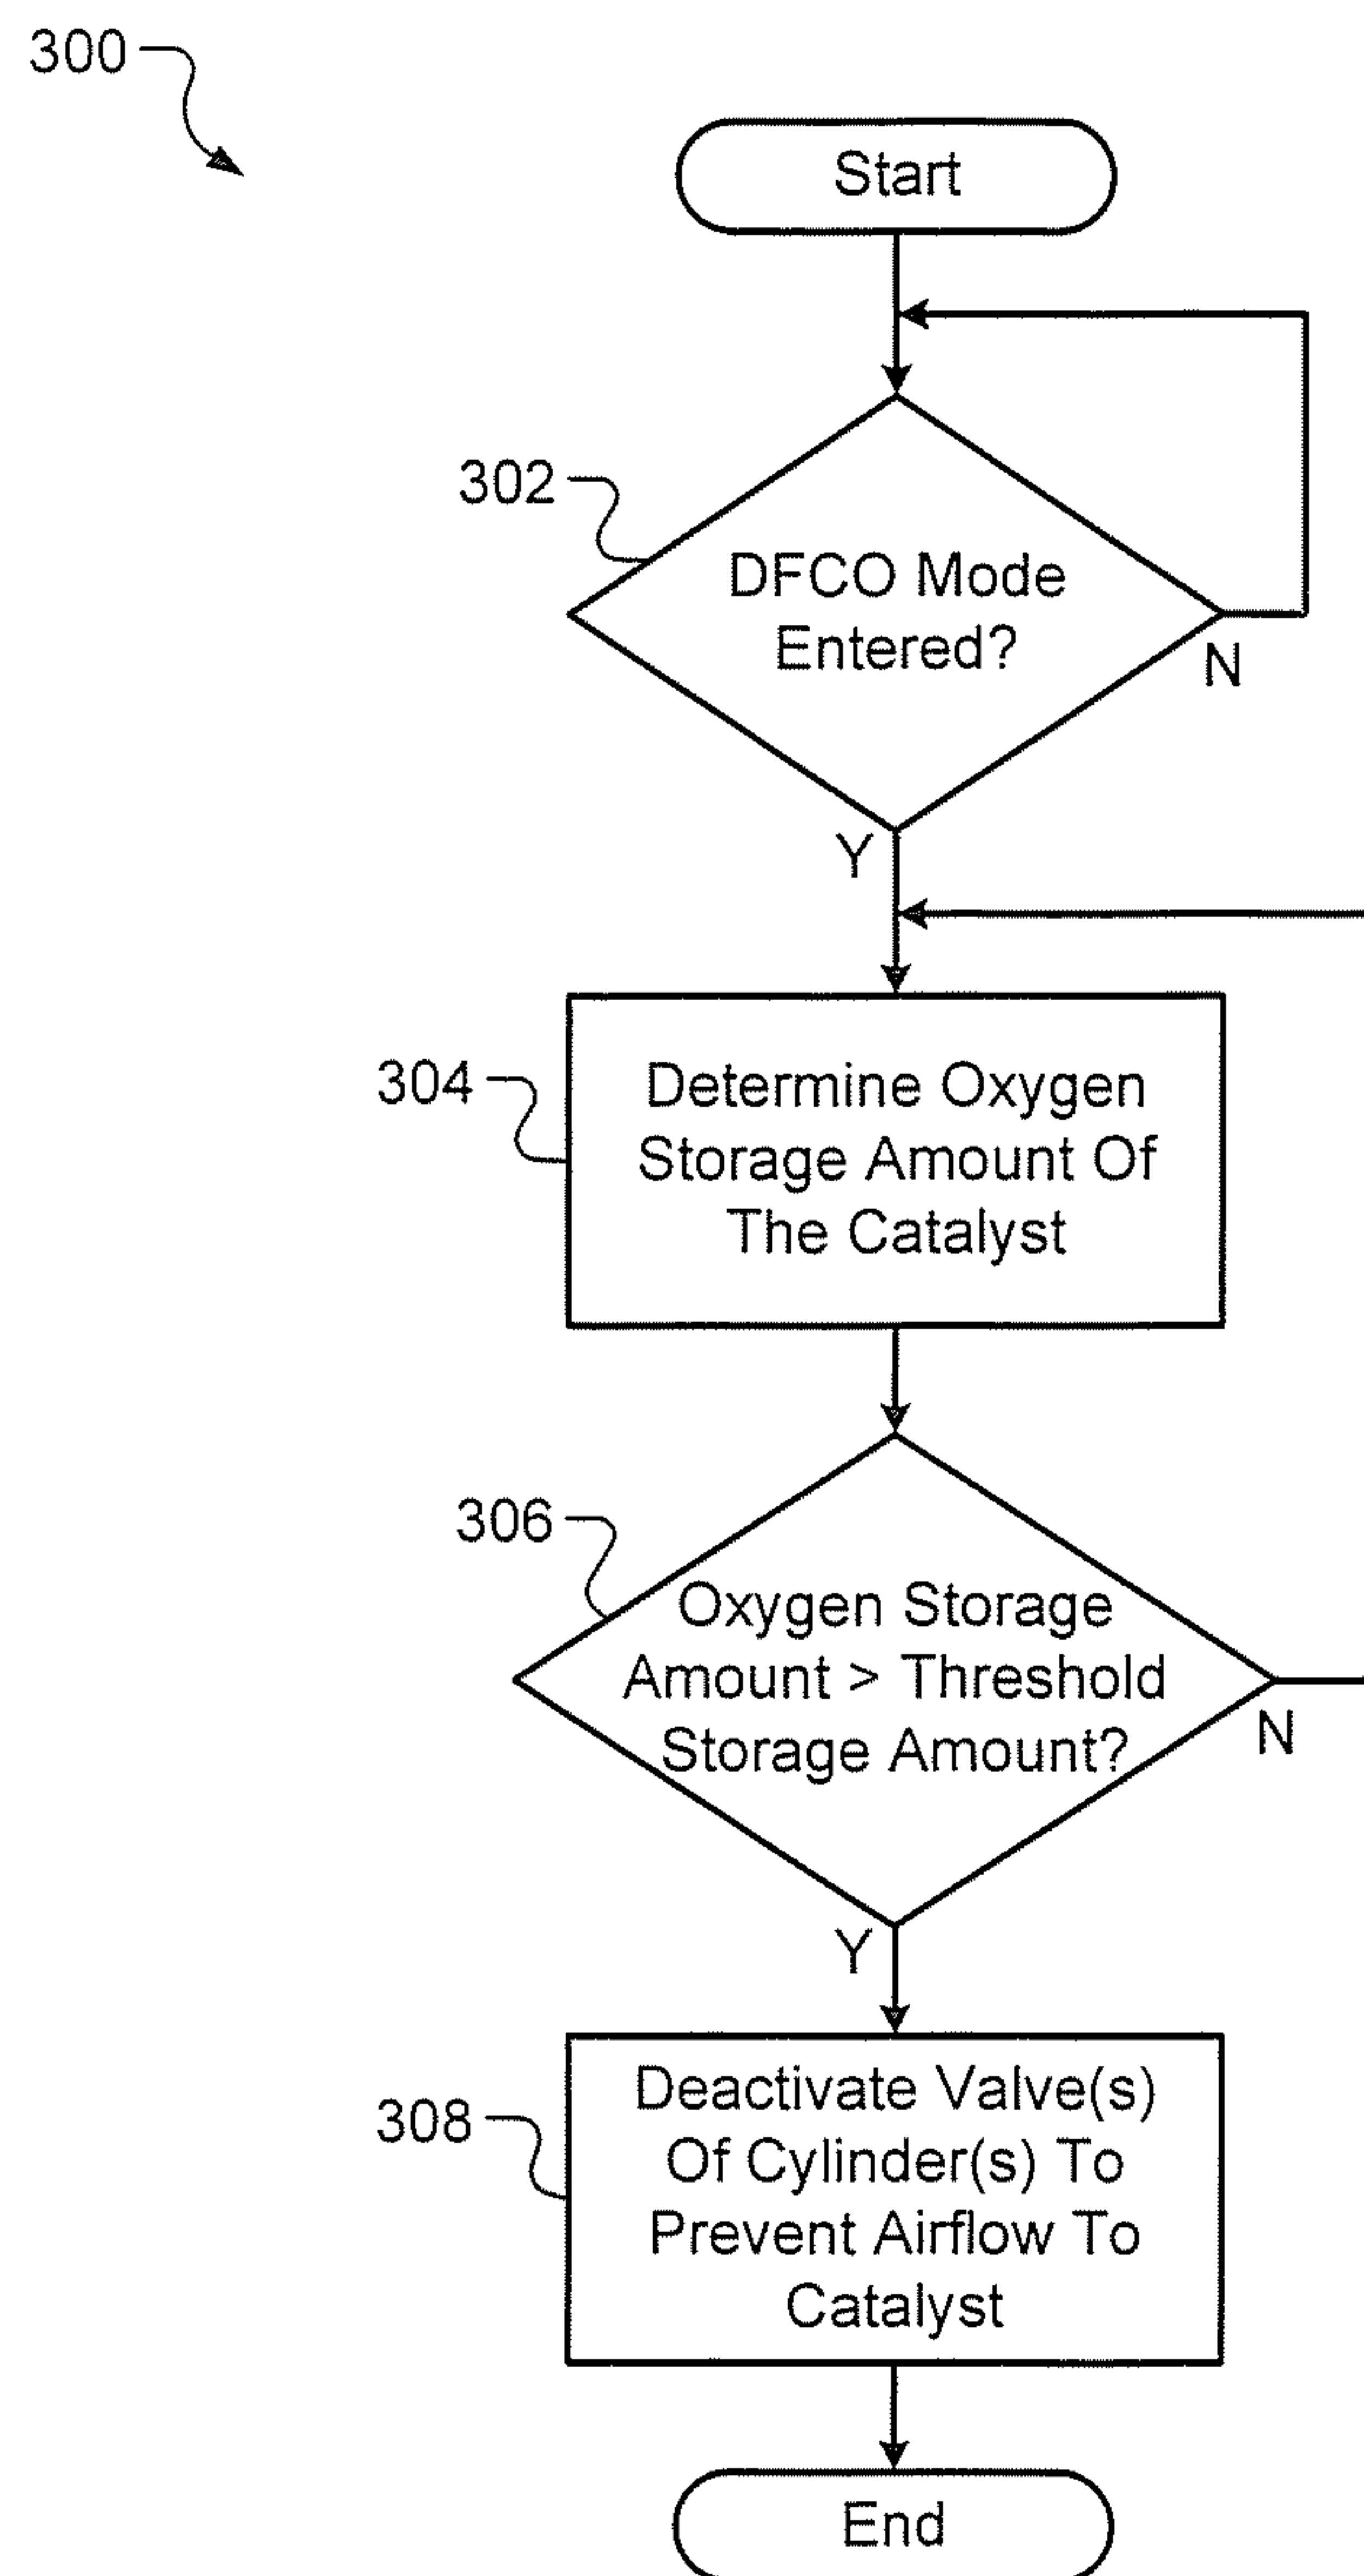 300
Start
302
DFCO Mode
Entered?
N
Y
304
Determine Oxygen
Storage Amount Of
The Catalyst
306
Oxygen Storage
Amount > Threshold
Storage Amount?
N
Y
308
Deactivate Valve(s)
Of Cylinder(s) To
Prevent Airflow To
Catalyst
End